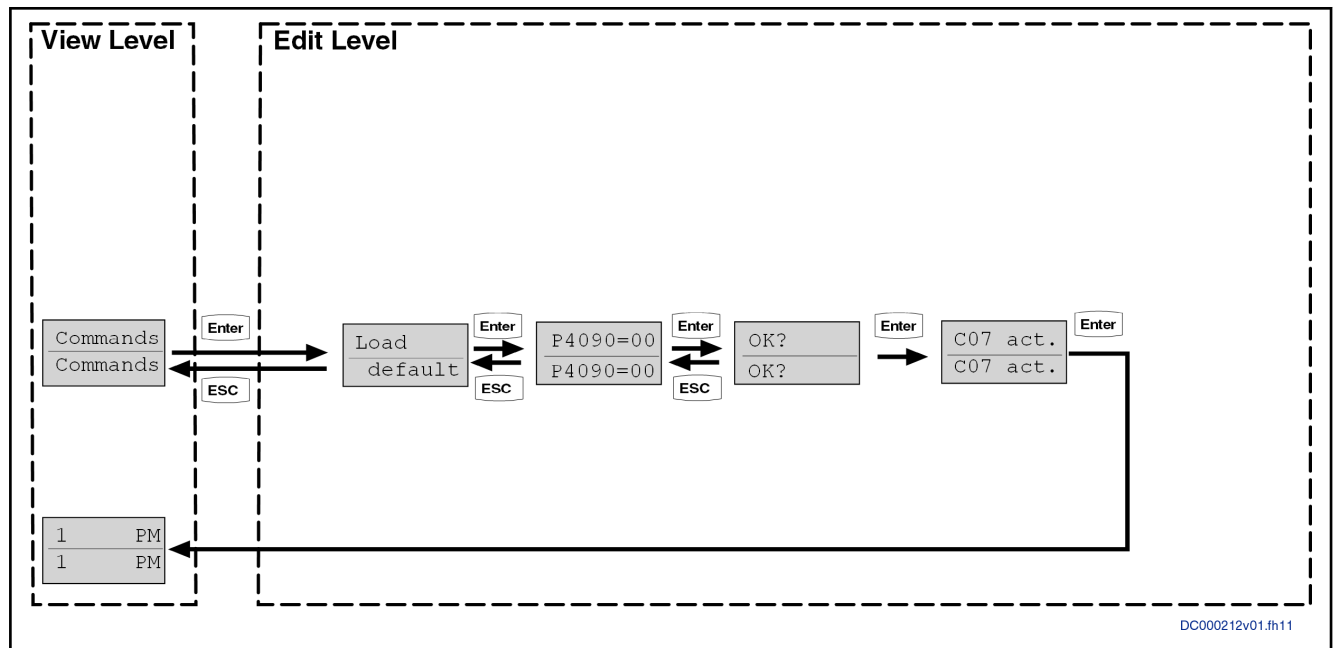 View Level
Edit Level
Commands
Commands
Enter
ESC
Load
default
Enter
ESC
P4090=00
P4090=00
Enter
ESC
OK?
OK?
Enter
C07 act.
C07 act.
Enter
1 PM
1 PM
DC000212v01.fh11